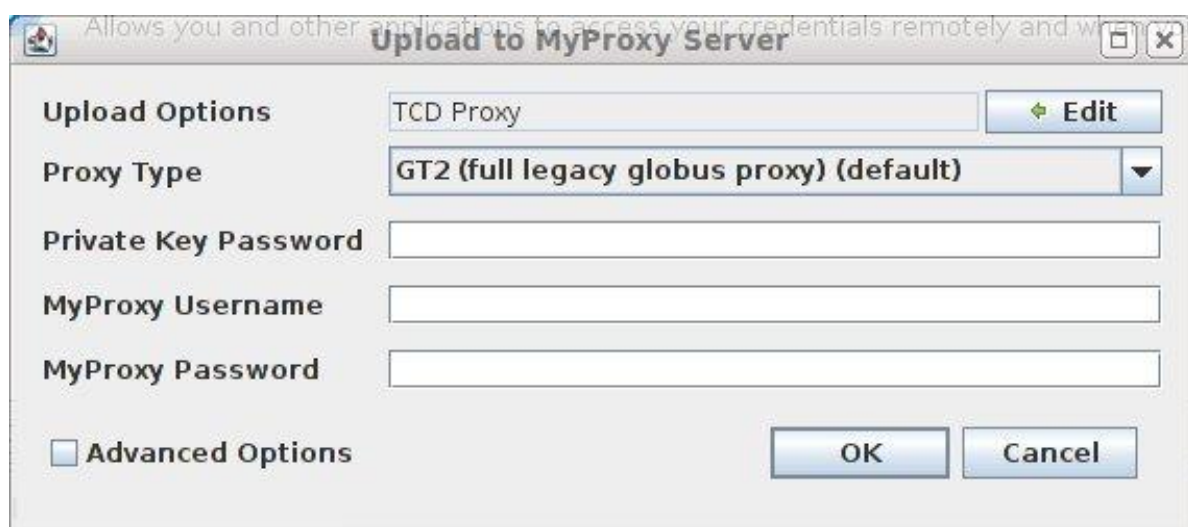 Allows you and other applications to access your credentials remotely and when
Upload to MyProxy Server
Upload Options TCD Proxy Edit
Proxy Type GT2 (full legacy globus proxy) (default)
Private Key Password
MyProxy Username
MyProxy Password
Advanced Options OK Cancel